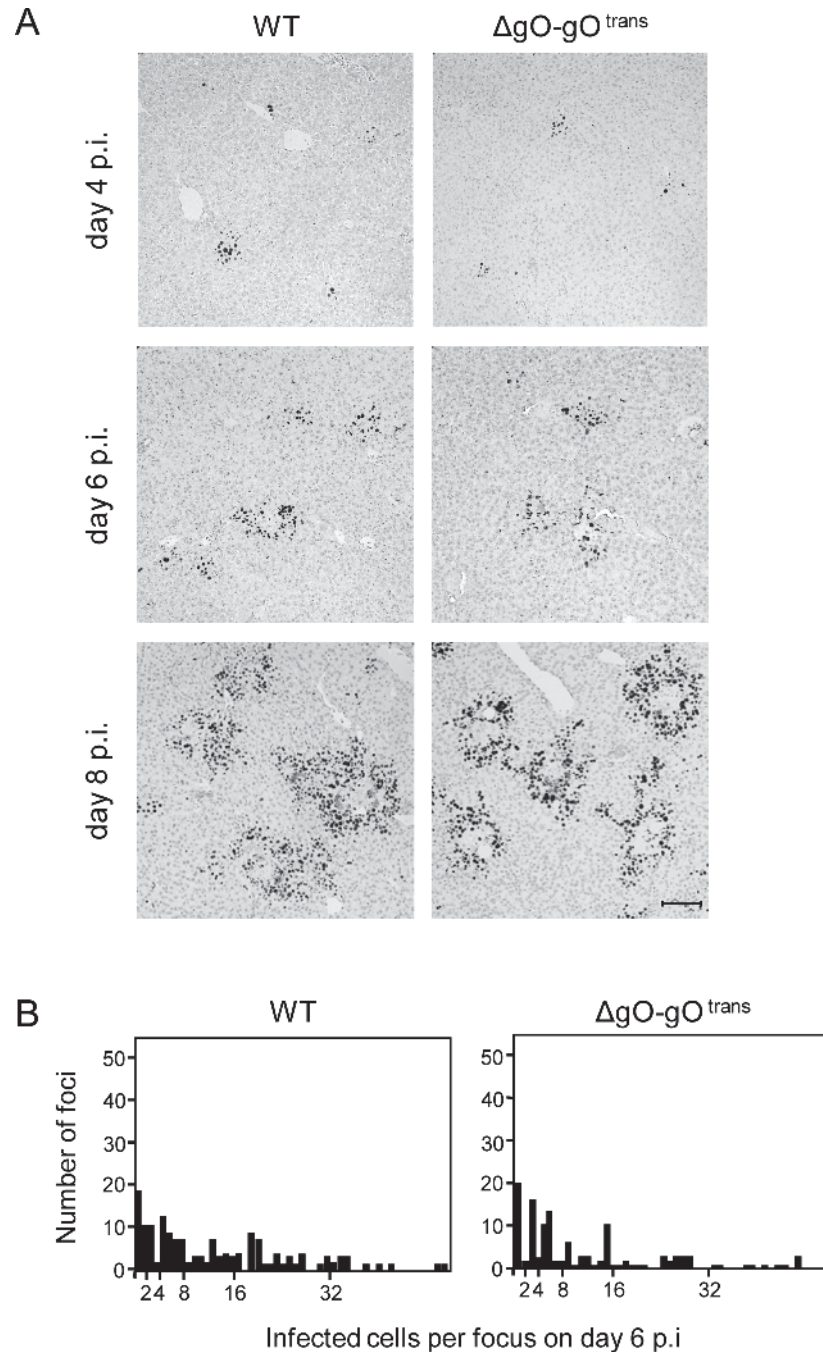 A
WT ΔgO-gO trans
day 4 p.i.
day 6 p.i.
day 8 p.i.
B
WT ΔgO-gO trans
Number of foci
50
40
30
20
10
0
2 4 8 16 32
50
40
30
20
10
0
2 4 8 16 32
Infected cells per focus on day 6 p.i